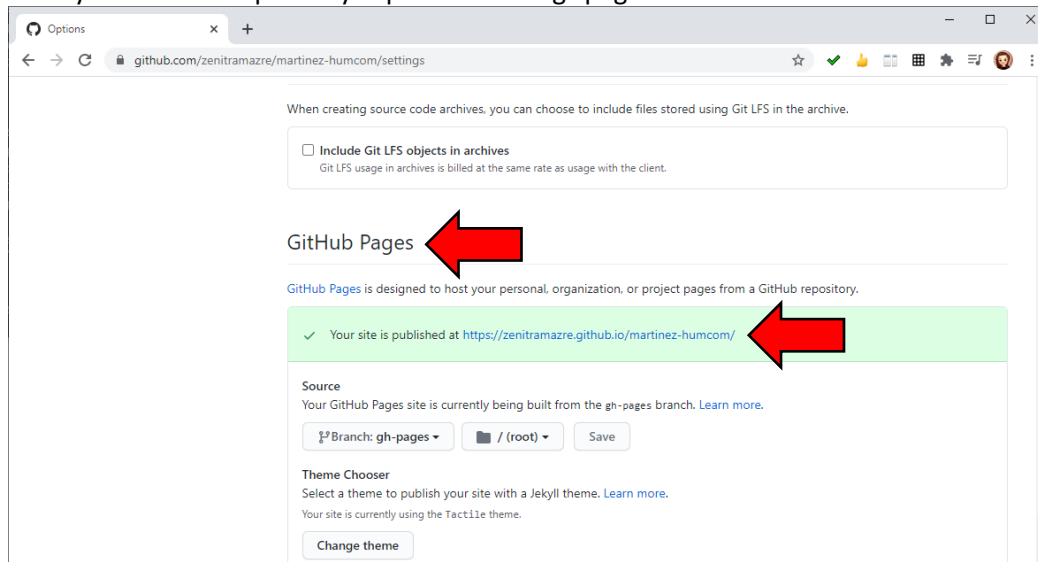 Options
github.com/zenitramazre/martinez-humcom/settings
When creating source code archives, you can choose to include files stored using Git LFS in the archive.
Include Git LFS objects in archives
Git LFS usage in archives is billed at the same rate as usage with the client.
GitHub Pages
GitHub Pages is designed to host your personal, organization, or project pages from a GitHub repository.
Your site is published at https://zenitramazre.github.io/martinez-humcom/
Source
Your GitHub Pages site is currently being built from the gh-pages branch. Learn more.
Branch: gh-pages / (root) Save
Theme Chooser
Select a theme to publish your site with a Jekyll theme. Learn more.
Your site is currently using the Tactile theme.
Change theme